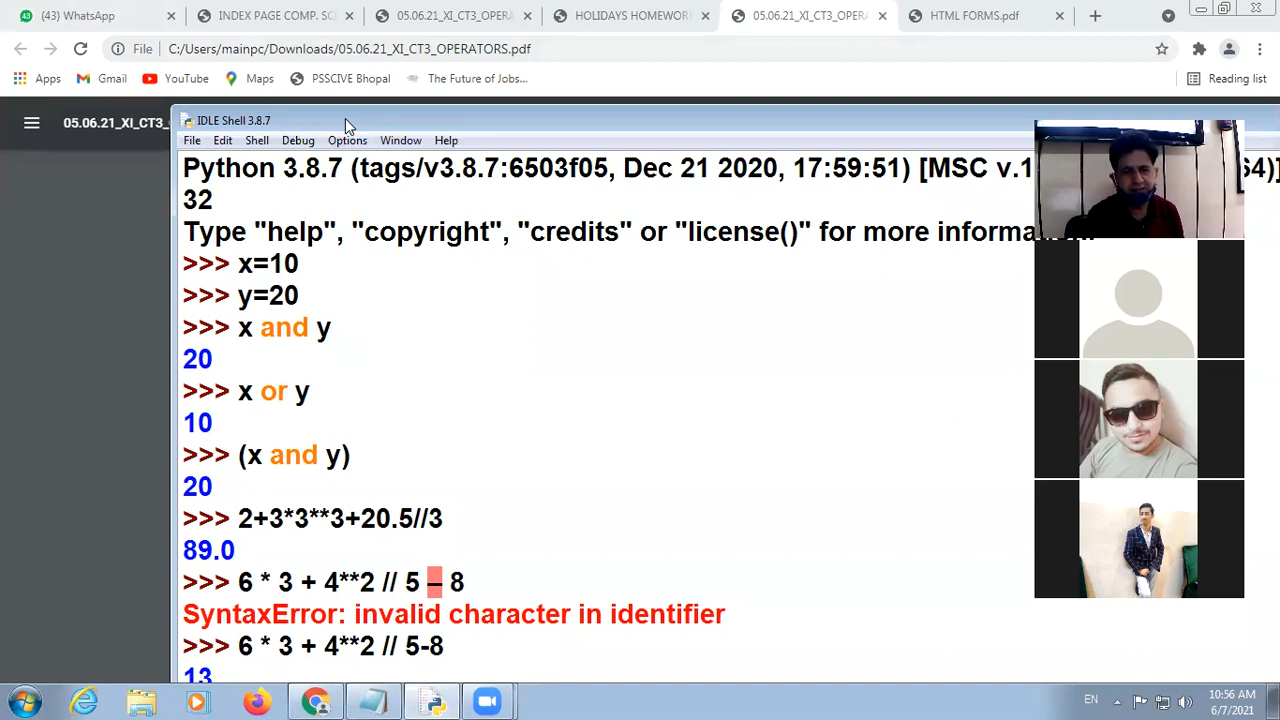 (43) WhatsApp
INDEX PAGE COMP. SC
05.06.21_XI_CT3_OPERA
HOLIDAYS HOMEWOR
05.06.21_XI_CT3_OPERA
HTML FORMS.pdf
File
C:/Users/mainpc/Downloads/05.06.21_XI_CT3_OPERATORS.pdf
Apps
Gmail
YouTube
Maps
PSSCIVE Bhopal
The Future of Jobs...
Reading list
05.06.21_XI_CT3_
IDLE Shell 3.8.7
File Edit Shell Debug Options Window Help
Python 3.8.7 (tags/v3.8.7:6503f05, Dec 21 2020, 17:59:51) [MSC v.1 64)]
32
Type "help", "copyright", "credits" or "license()" for more informa
>>> x=10
>>> y=20
>>> x and y
20
>>> x or y
10
>>> (x and y)
20
>>> 2+3*3**3+20.5//3
89.0
>>> 6 * 3 + 4**2 // 5 – 8
SyntaxError: invalid character in identifier
>>> 6 * 3 + 4**2 // 5-8
13
EN
10:56 AM
6/7/2021